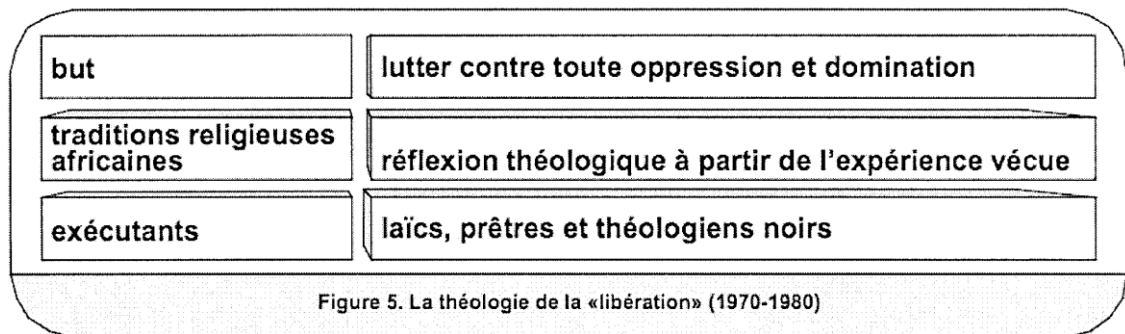 but
lutter contre toute oppression et domination
traditions religieuses
africaines
réflexion théologique à partir de l'expérience vécue
exécutants
laïcs, prêtres et théologiens noirs
Figure 5. La théologie de la «libération» (1970-1980)